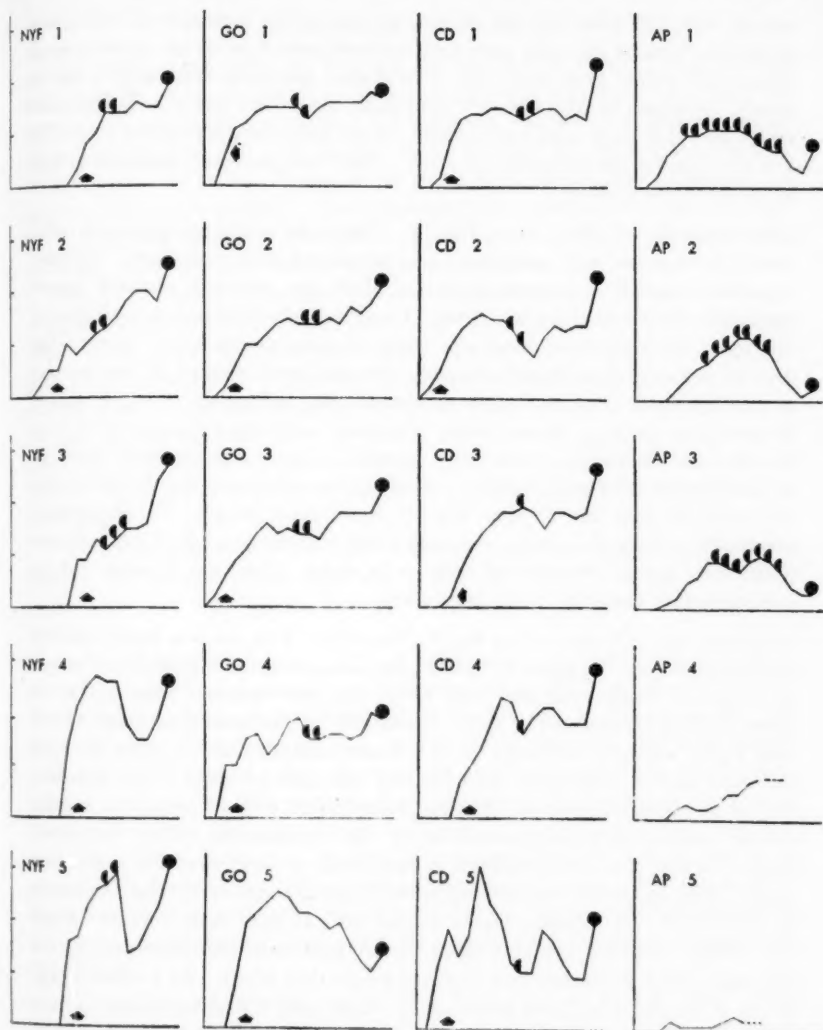 NYF 1 GO 1 CD 1 AP 1
NYF 2 GO 2 CD 2 AP 2
NYF 3 GO 3 CD 3 AP 3
NYF 4 GO 4 CD 4 AP 4
NYF 5 GO 5 CD 5 AP 5